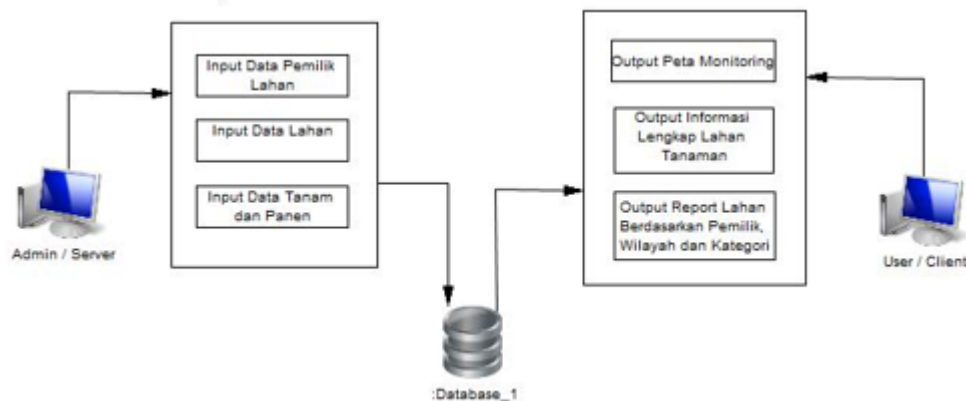 Input Data Pemilik
Lahan
Input Data Lahan
Input Data Tanam
dan Panen
Admin / Server
Output Peta Monitoring
Output Informasi
Lengkap Lahan
Tanaman
Output Report Lahan
Berdasarkan Pemilik,
Wilayah dan Kategori
User / Client
:Database_1